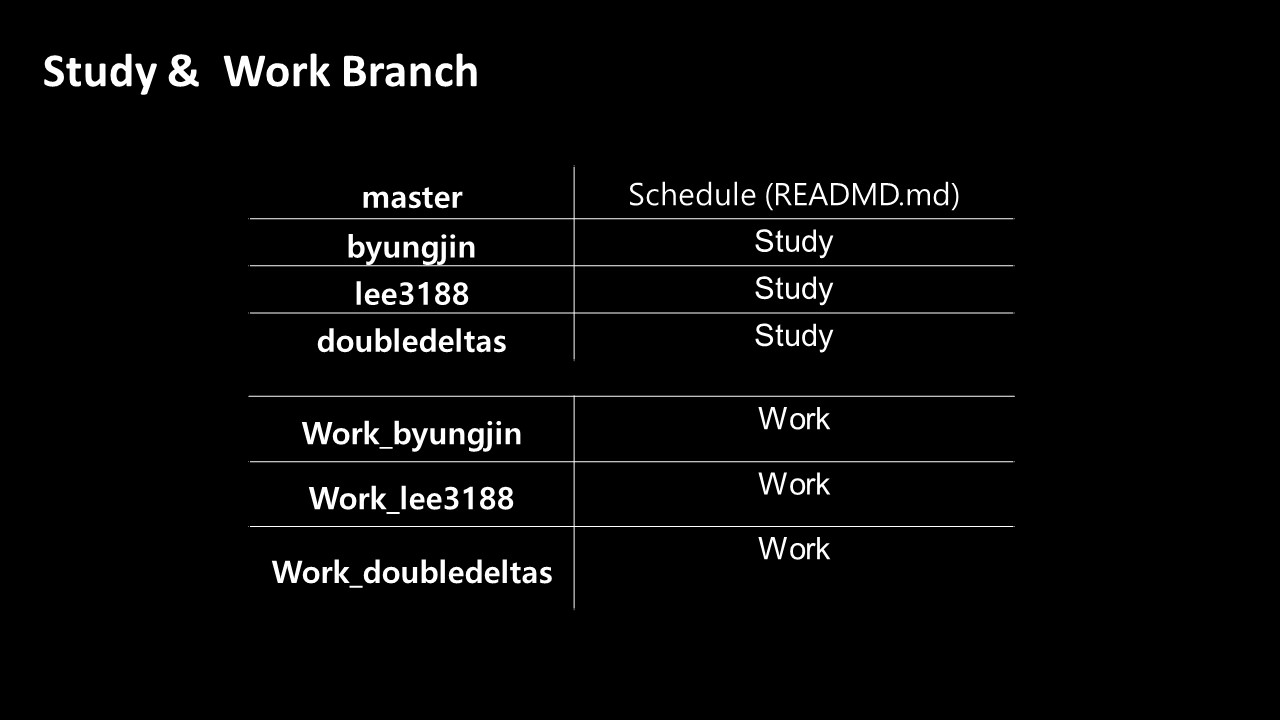 Study & Work Branch
master Schedule (READMD.md)
byungjin Study
lee3188 Study
doubledeltas Study
Work_byungjin Work
Work_lee3188 Work
Work_doubledeltas Work